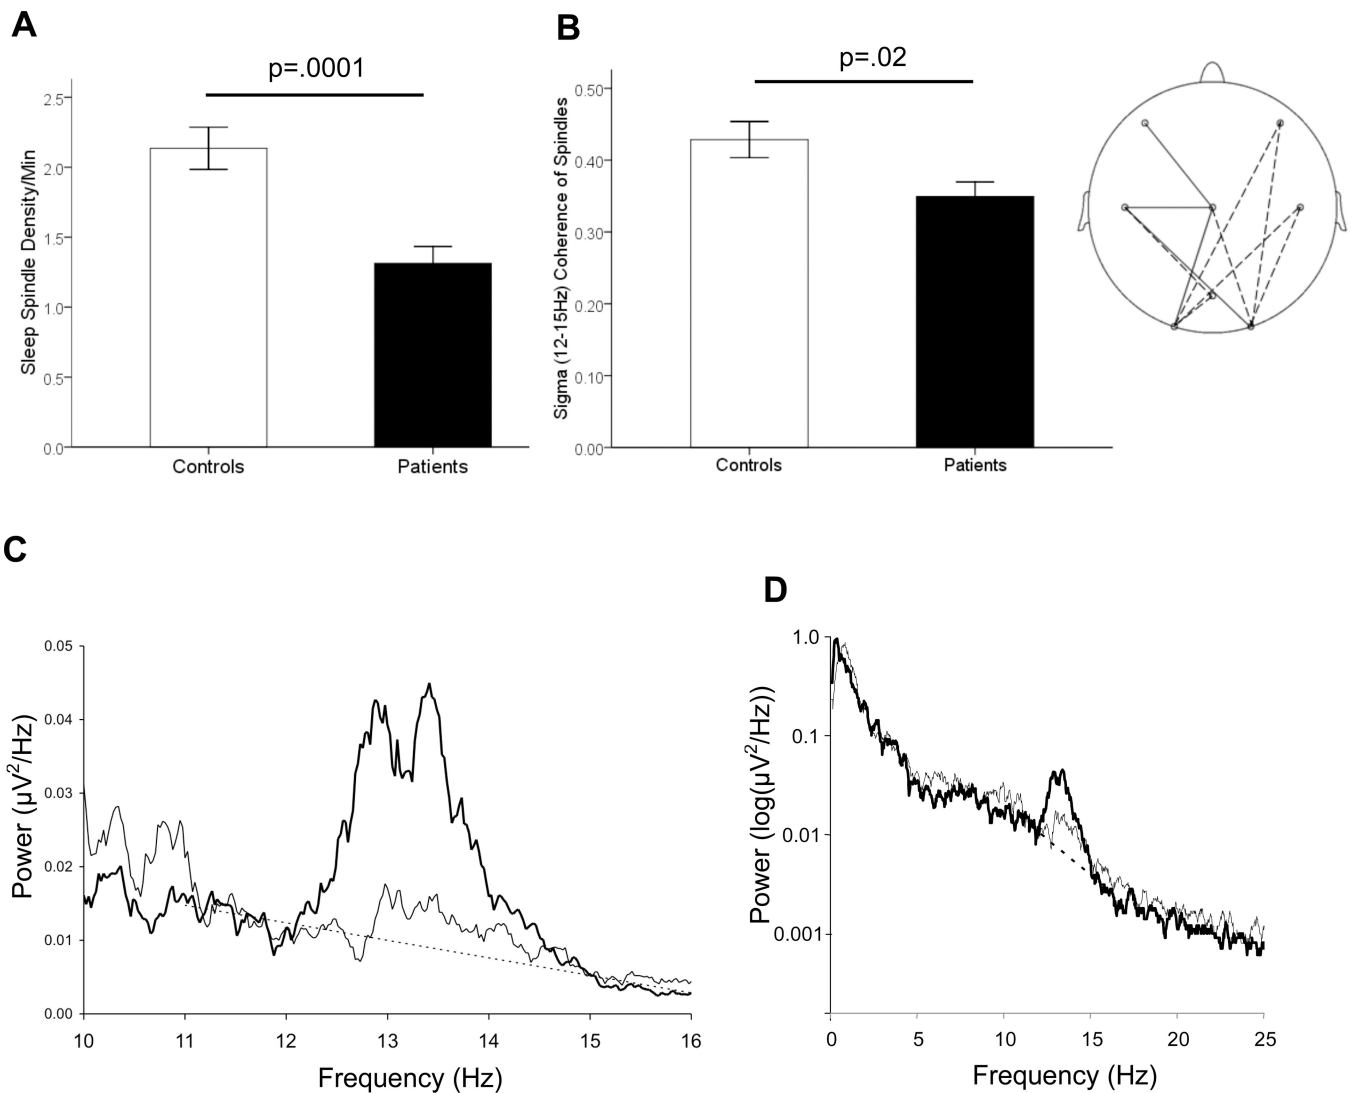 A
p=.0001
Sleep Spindle Density/Min
2.5
2.0
1.5
1.0
0.5
0.0
Controls
Patients
B
p=.02
Sigma (12-15Hz) Coherence of Spindles
0.50
0.40
0.30
0.20
0.10
0.00
Controls
Patients
C
Power (µV²/Hz)
0.05
0.04
0.03
0.02
0.01
0.00
10
11
12
13
14
15
16
Frequency (Hz)
D
Power (log(µV²/Hz))
1.0
0.1
0.01
0.001
0
5
10
15
20
25
Frequency (Hz)